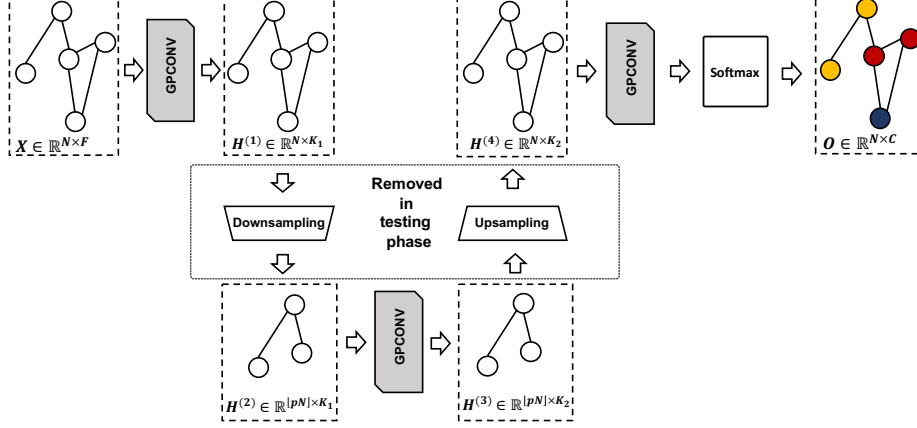 GPCONV
GPCONV
Softmax
X ∈ ℝ^{N×F}
H^{(1)} ∈ ℝ^{N×K_1}
H^{(4)} ∈ ℝ^{N×K_2}
O ∈ ℝ^{N×C}
Removed
in
testing
phase
Downsampling
Upsampling
GPCONV
H^{(2)} ∈ ℝ^{⌊pN⌋×K_1}
H^{(3)} ∈ ℝ^{⌊pN⌋×K_2}